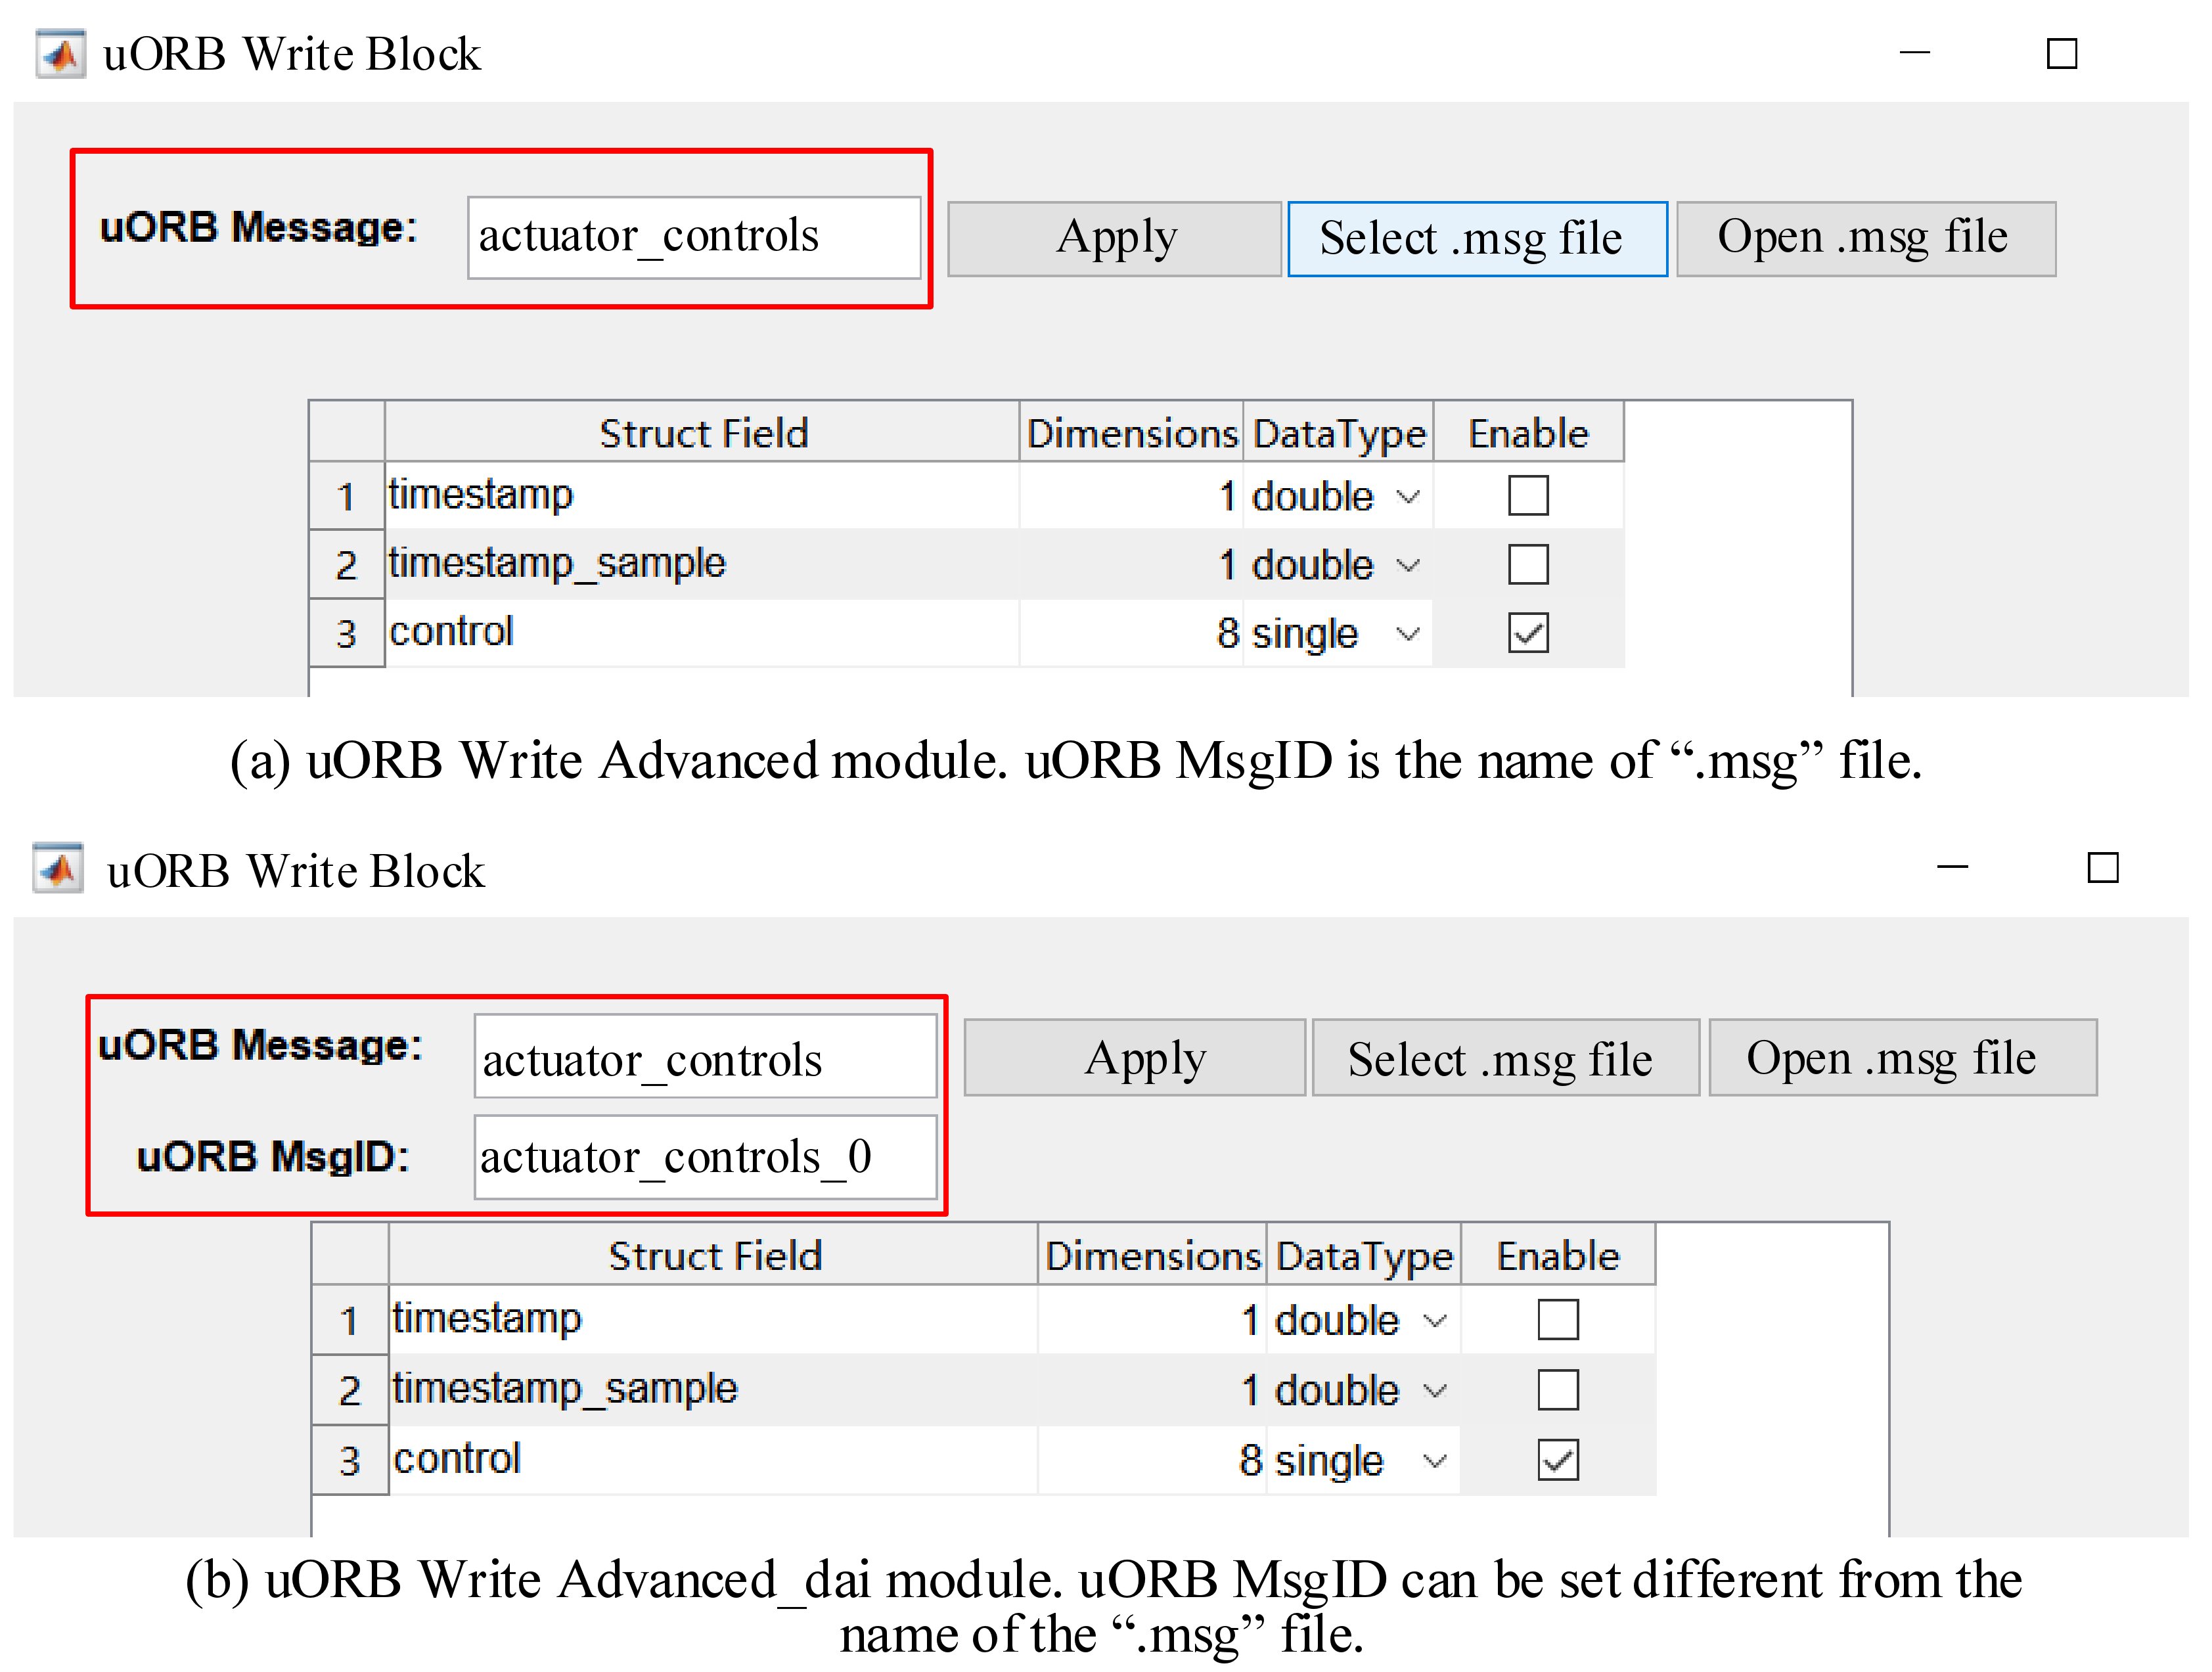 uORB Write Block
uORB Message: actuator_controls Apply Select .msg file Open .msg file
Struct Field Dimensions DataType Enable
1 timestamp 1 double
2 timestamp_sample 1 double
3 control 8 single
(a) uORB Write Advanced module. uORB MsgID is the name of “.msg” file.
uORB Write Block
uORB Message: actuator_controls Apply Select .msg file Open .msg file
uORB MsgID: actuator_controls_0
Struct Field Dimensions DataType Enable
1 timestamp 1 double
2 timestamp_sample 1 double
3 control 8 single
(b) uORB Write Advanced_dai module. uORB MsgID can be set different from the
name of the “.msg” file.